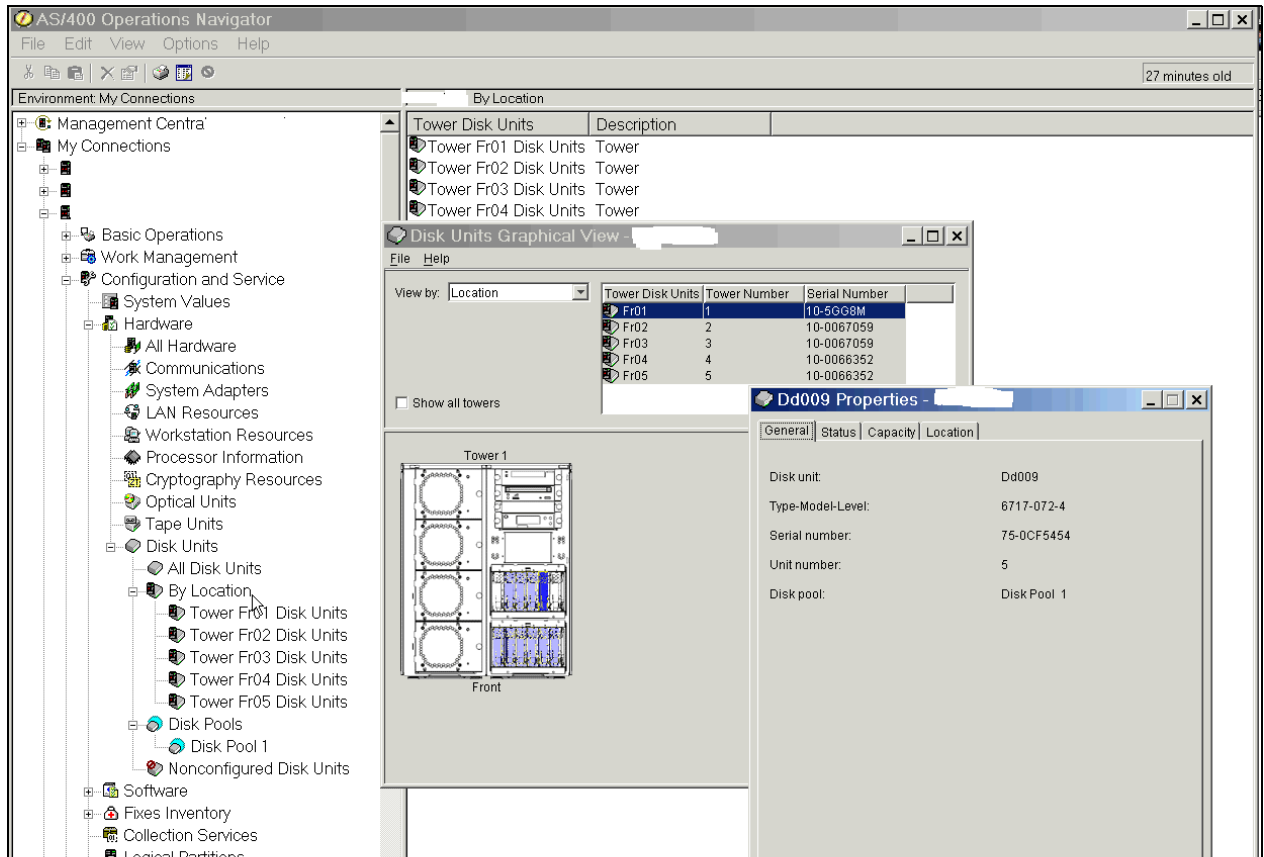 AS/400 Operations Navigator
File Edit View Options Help
27 minutes old
Environment: My Connections
By Location
Management Centra
My Connections
Basic Operations
Work Management
Configuration and Service
System Values
Hardware
All Hardware
Communications
System Adapters
LAN Resources
Workstation Resources
Processor Information
Cryptography Resources
Optical Units
Tape Units
Disk Units
All Disk Units
By Location
Tower Fr01 Disk Units
Tower Fr02 Disk Units
Tower Fr03 Disk Units
Tower Fr04 Disk Units
Tower Fr05 Disk Units
Disk Pools
Disk Pool 1
Nonconfigured Disk Units
Software
Fixes Inventory
Collection Services
Logical Partitions
Tower Disk Units Description
Tower Fr01 Disk Units Tower
Tower Fr02 Disk Units Tower
Tower Fr03 Disk Units Tower
Tower Fr04 Disk Units Tower
Disk Units Graphical View -
File Help
View by: Location
Show all towers
Tower Disk Units Tower Number Serial Number
Fr01 1 10-5GG8M
Fr02 2 10-0067059
Fr03 3 10-0067059
Fr04 4 10-0066352
Fr05 5 10-0066352
Tower 1
Front
Dd009 Properties -
General Status Capacity Location
Disk unit: Dd009
Type-Model-Level: 6717-072-4
Serial number: 75-0CF5454
Unit number: 5
Disk pool: Disk Pool 1